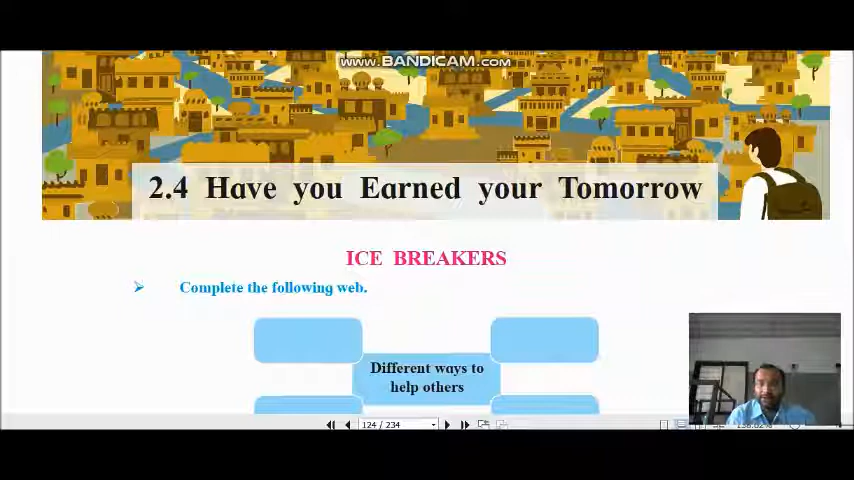 www.BANDICAM.com
2.4 Have you Earned your Tomorrow
ICE BREAKERS
Complete the following web.
Different ways to
help others
124 / 234